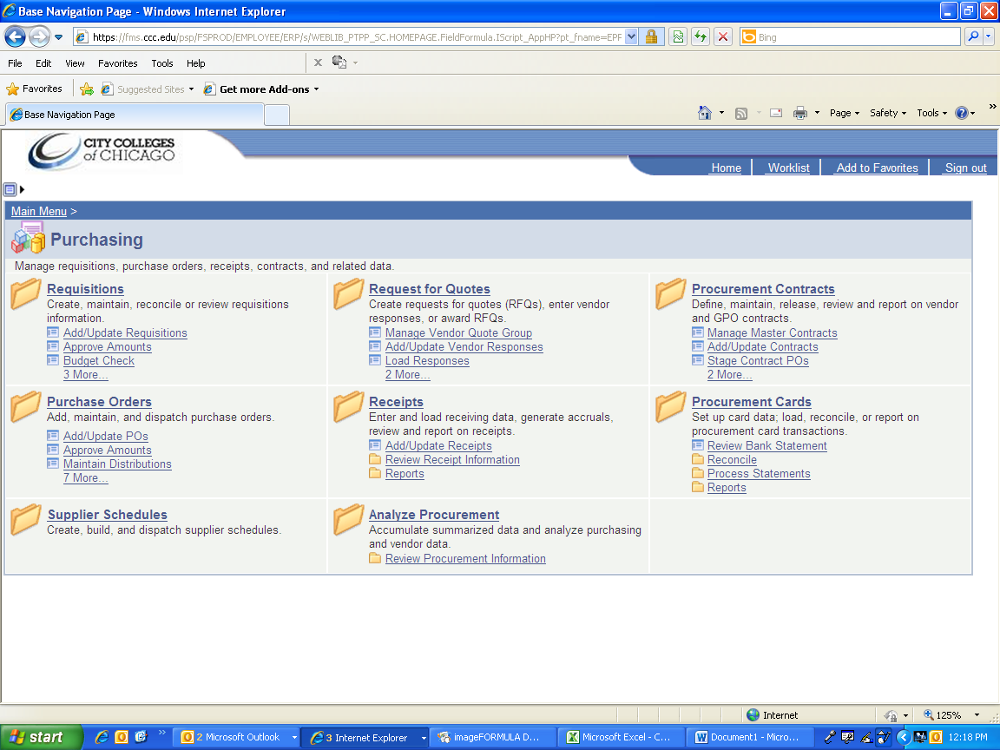 Base Navigation Page - Windows Internet Explorer
https://fms.ccc.edu/psp/FSPROD/EMPLOYEE/ERP/s/WEBLIB_PTPP_SC.HOMEPAGE.FieldFormula.IScript_AppHP?pt_fname=EPF
Bing
File Edit View Favorites Tools Help
Favorites Suggested Sites Get more Add-ons
Base Navigation Page
Page Safety Tools
CITY COLLEGES
of CHICAGO
Home Worklist Add to Favorites Sign out
Main Menu >
Purchasing
Manage requisitions, purchase orders, receipts, contracts, and related data.
Requisitions
Create, maintain, reconcile or review requisitions
information.
Add/Update Requisitions
Approve Amounts
Budget Check
3 More...
Request for Quotes
Create requests for quotes (RFQs), enter vendor
responses, or award RFQs.
Manage Vendor Quote Group
Add/Update Vendor Responses
Load Responses
2 More...
Procurement Contracts
Define, maintain, release, review and report on vendor
and GPO contracts.
Manage Master Contracts
Add/Update Contracts
Stage Contract POs
2 More...
Purchase Orders
Add, maintain, and dispatch purchase orders.
Add/Update POs
Approve Amounts
Maintain Distributions
7 More...
Receipts
Enter and load receiving data, generate accruals,
review and report on receipts.
Add/Update Receipts
Review Receipt Information
Reports
Procurement Cards
Set up card data; load, reconcile, or report on
procurement card transactions.
Review Bank Statement
Reconcile
Process Statements
Reports
Supplier Schedules
Create, build, and dispatch supplier schedules.
Analyze Procurement
Accumulate summarized data and analyze purchasing
and vendor data.
Review Procurement Information
Internet 125%
start 2 Microsoft Outlook 3 Internet Explorer imageFORMULA D... Microsoft Excel - C... Document1 - Micro... 12:18 PM